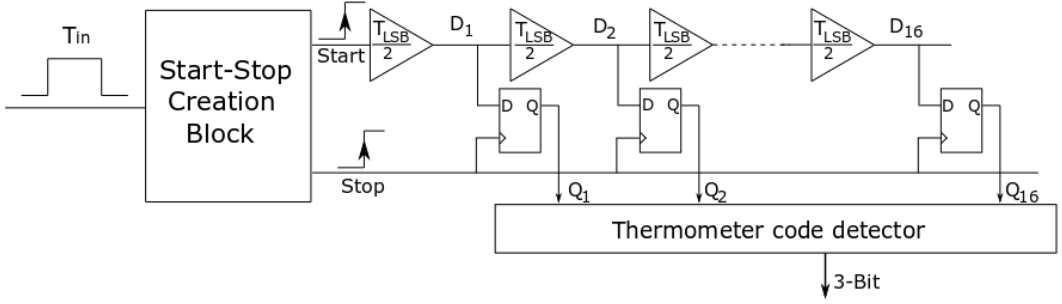 Tin
Start-Stop
Creation
Block
Start
Stop
TLSB
2
D1
TLSB
2
D2
TLSB
2
TLSB
2
D16
D Q
D Q
D Q
Q1
Q2
Q16
Thermometer code detector
3-Bit